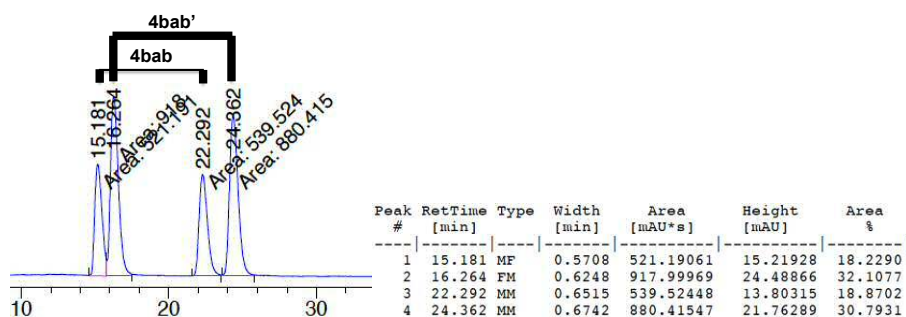 4bab'
4bab
15.181
Area: 521.191
16.264
Area: 918
22.292
Area: 539.524
24.362
Area: 880.415
10 20 30
Peak RetTime Type Width Area Height Area
# [min] [min] [mAU*s] [mAU] %
----|-------|----|-------|----------|----------|--------|
1 15.181 MF 0.5708 521.19061 15.21928 18.2290
2 16.264 FM 0.6248 917.99969 24.48866 32.1077
3 22.292 MM 0.6515 539.52448 13.80315 18.8702
4 24.362 MM 0.6742 880.41547 21.76289 30.7931